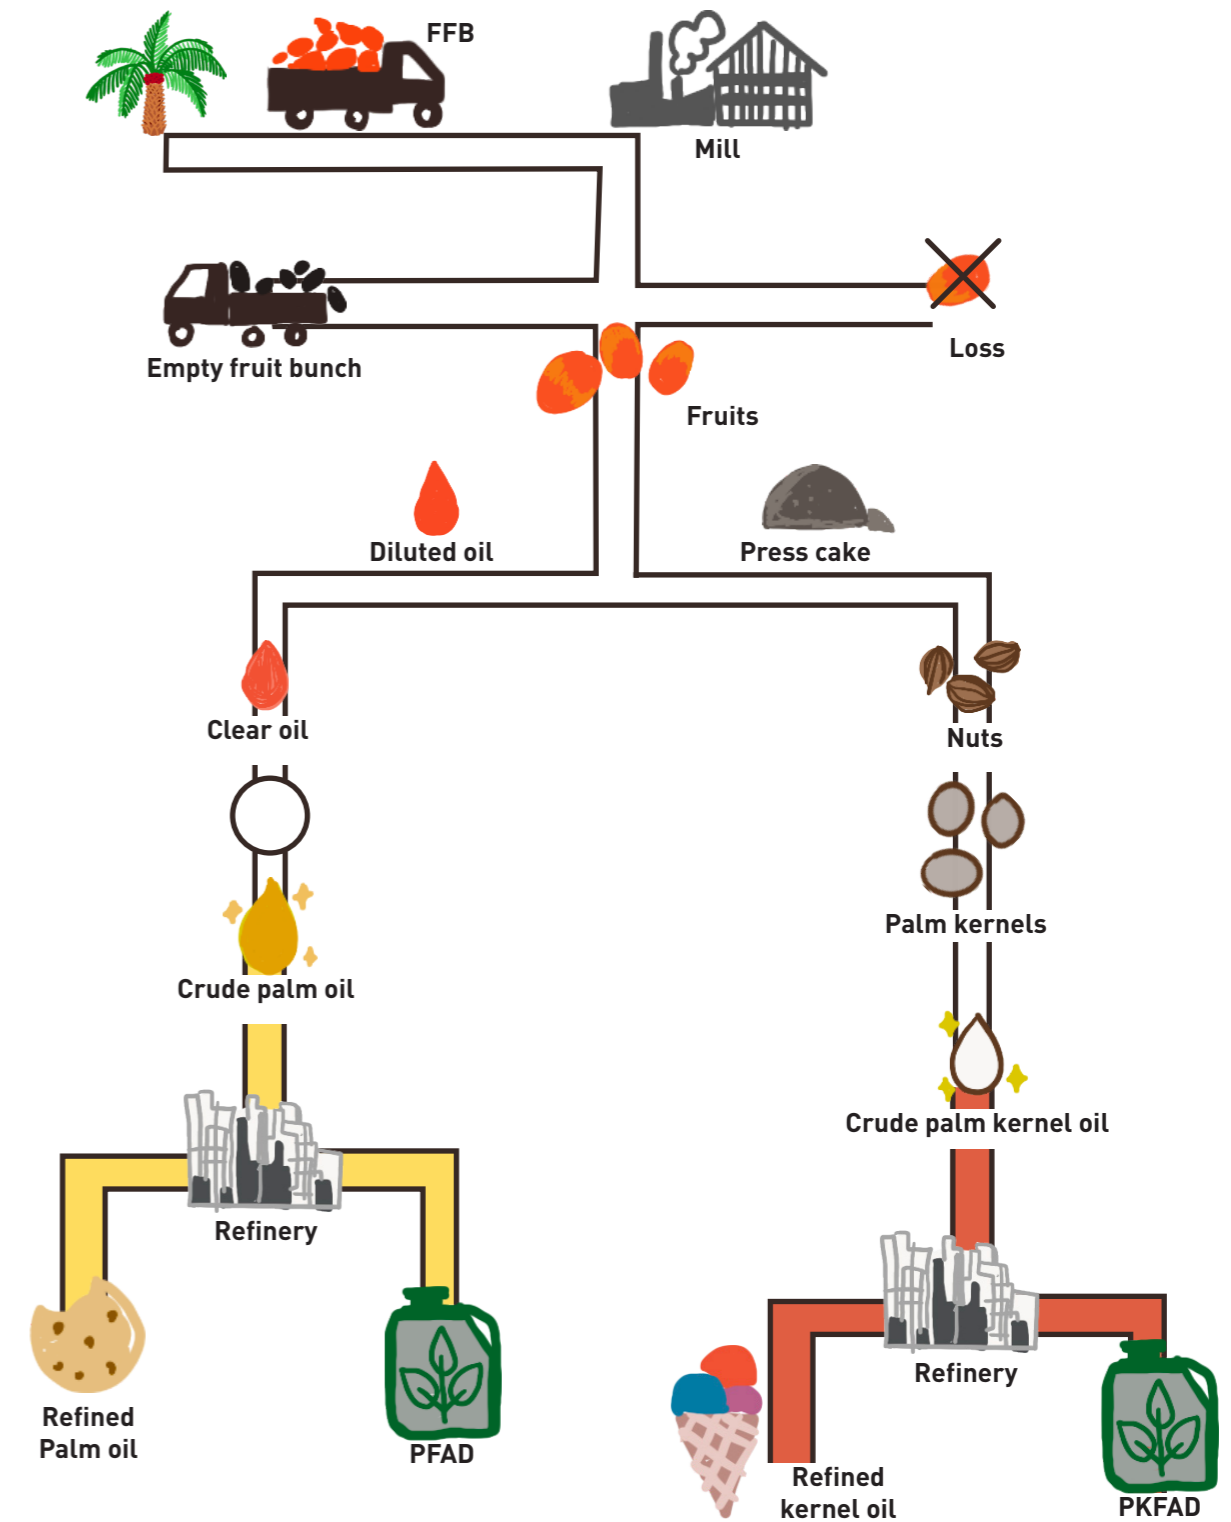 FFB
Mill
Empty fruit bunch
Loss
Fruits
Diluted oil
Press cake
Clear oil
Nuts
Palm kernels
Crude palm oil
Crude palm kernel oil
Refinery
Refinery
Refined
Palm oil
PFAD
Refined
kernel oil
PKFAD